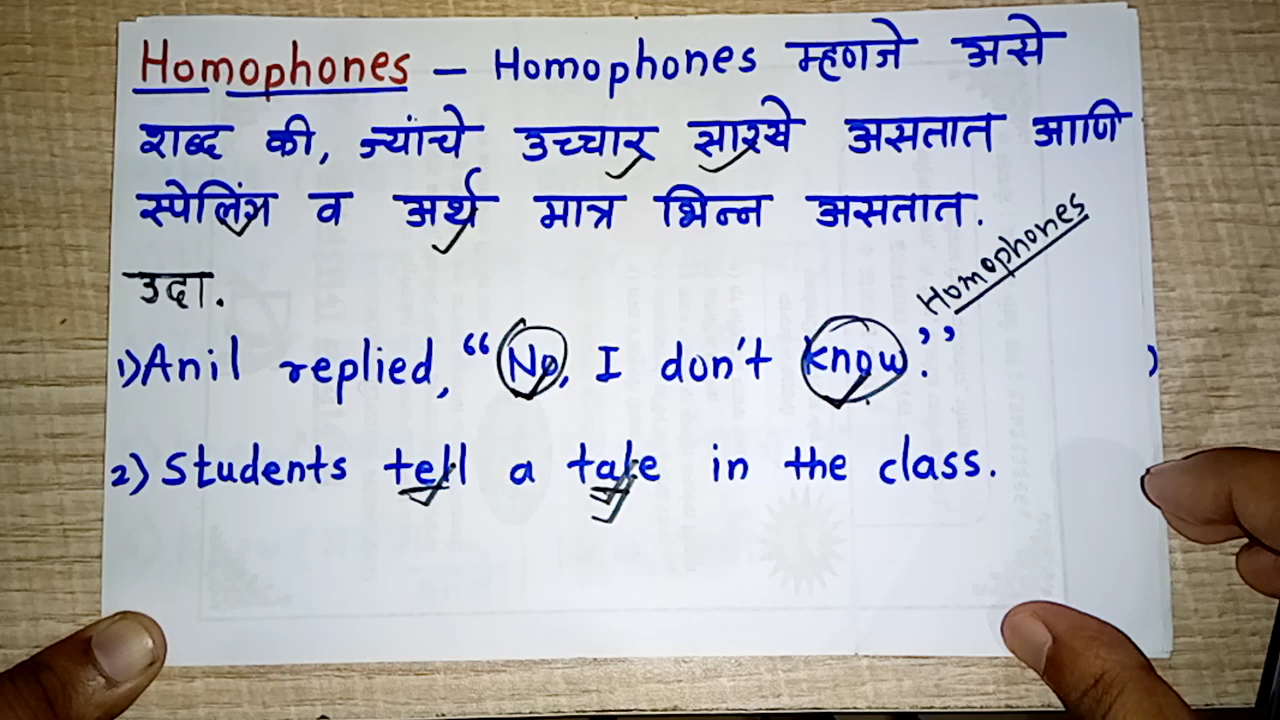 Homophones – Homophones म्हणजे असे
शब्द की, ज्यांचे उच्चार सारखे असतात आणि
स्पेलिंग व अर्थ मात्र भिन्न असतात.
Homophones
उदा.
1) Anil replied, “No, I don't know.”
2) Students tell a tale in the class.